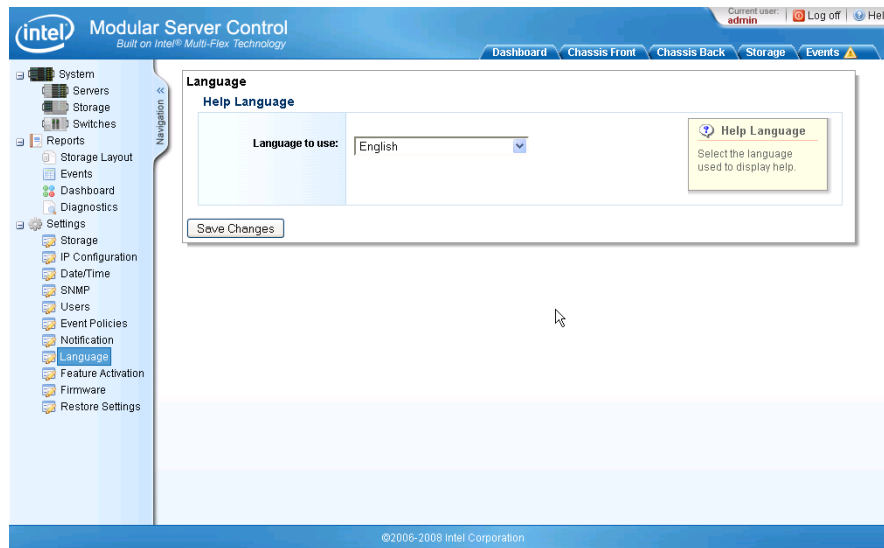 intel
Modular Server Control
Built on Intel® Multi-Flex Technology
Current user:
admin
Log off
Hel
Dashboard
Chassis Front
Chassis Back
Storage
Events
System
Servers
Storage
Switches
Reports
Storage Layout
Events
Dashboard
Diagnostics
Settings
Storage
IP Configuration
Date/Time
SNMP
Users
Event Policies
Notification
Language
Feature Activation
Firmware
Restore Settings
Navigation
Language
Help Language
Language to use:
English
Help Language
Select the language
used to display help.
Save Changes
©2006-2008 Intel Corporation